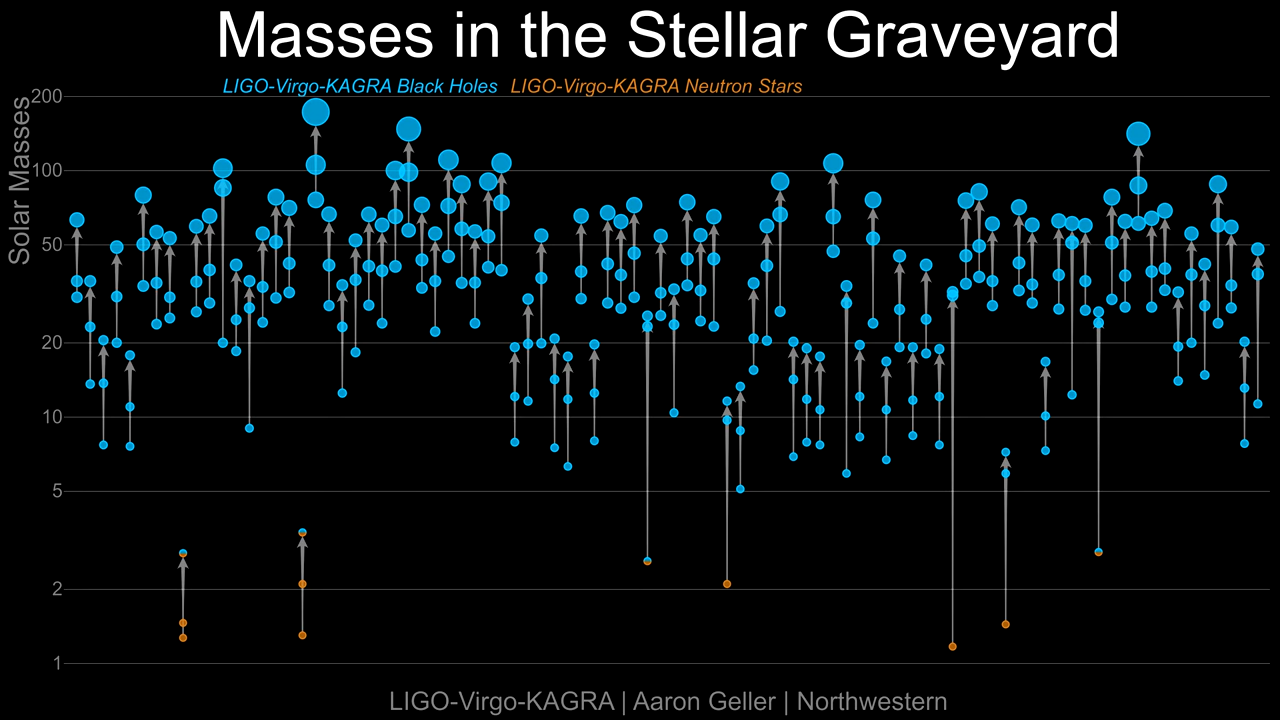 Masses in the Stellar Graveyard
LIGO-Virgo-KAGRA Black Holes LIGO-Virgo-KAGRA Neutron Stars
Solar Masses
200
100
50
20
10
5
2
1
LIGO-Virgo-KAGRA | Aaron Geller | Northwestern